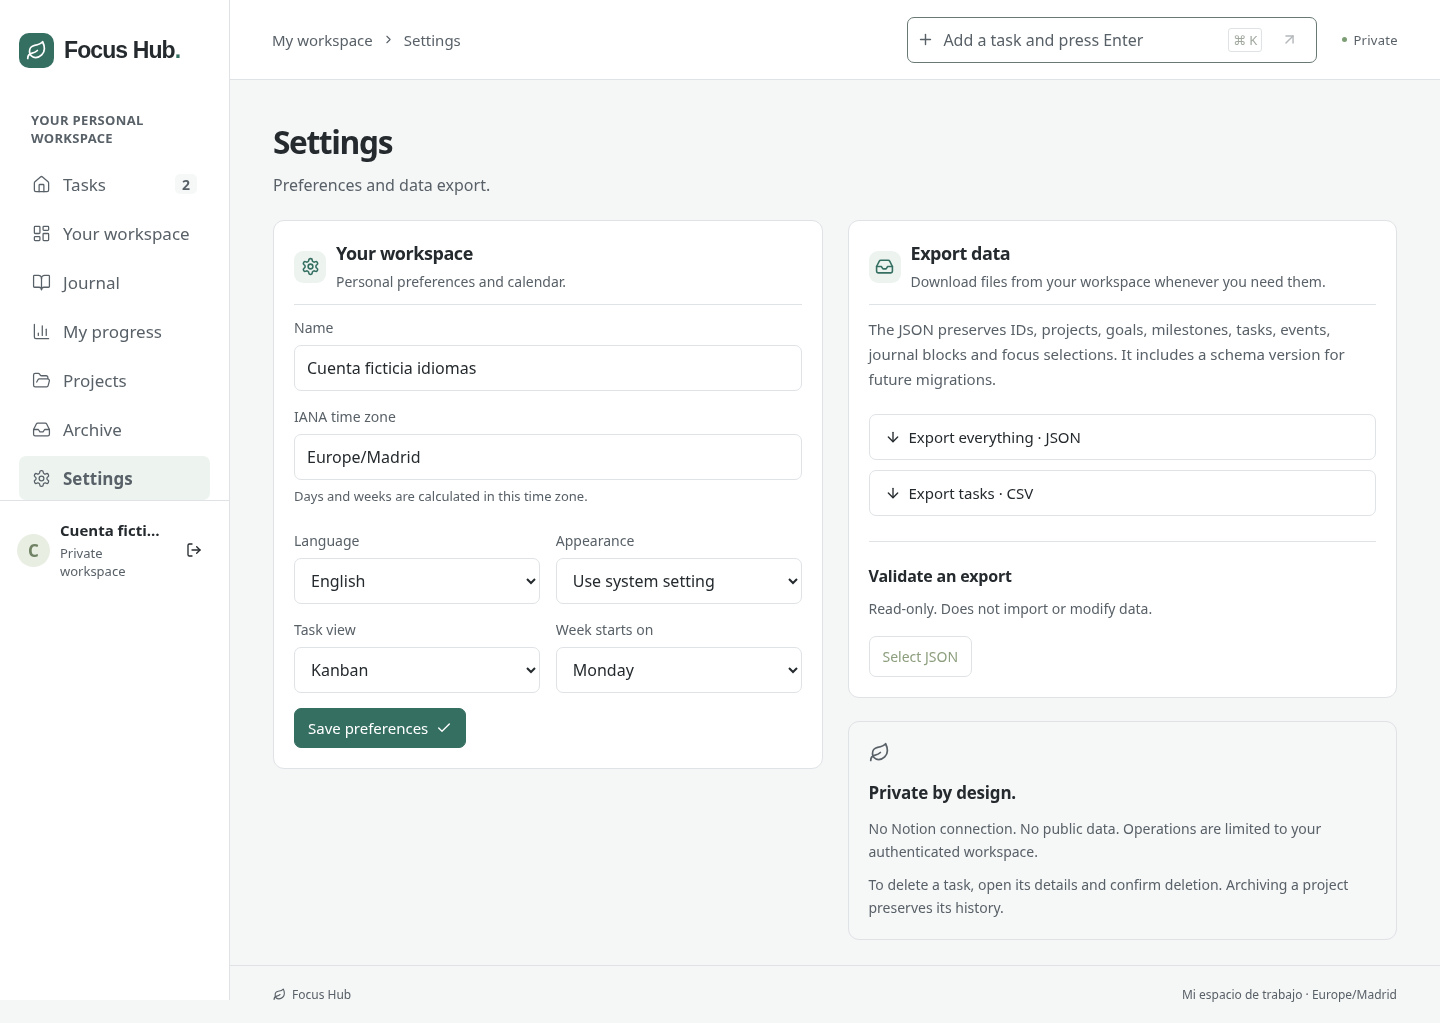 Focus Hub.
YOUR PERSONAL
WORKSPACE
Tasks 2
Your workspace
Journal
My progress
Projects
Archive
Settings
Cuenta ficti...
C
Private
workspace
My workspace > Settings
+ Add a task and press Enter ⌘ K
Private
Settings
Preferences and data export.
Your workspace
Personal preferences and calendar.
Name
Cuenta ficticia idiomas
IANA time zone
Europe/Madrid
Days and weeks are calculated in this time zone.
Language Appearance
English Use system setting
Task view Week starts on
Kanban Monday
Save preferences ✓
Export data
Download files from your workspace whenever you need them.
The JSON preserves IDs, projects, goals, milestones, tasks, events,
journal blocks and focus selections. It includes a schema version for
future migrations.
↓ Export everything · JSON
↓ Export tasks · CSV
Validate an export
Read-only. Does not import or modify data.
Select JSON
Private by design.
No Notion connection. No public data. Operations are limited to your
authenticated workspace.
To delete a task, open its details and confirm deletion. Archiving a project
preserves its history.
Focus Hub
Mi espacio de trabajo · Europe/Madrid